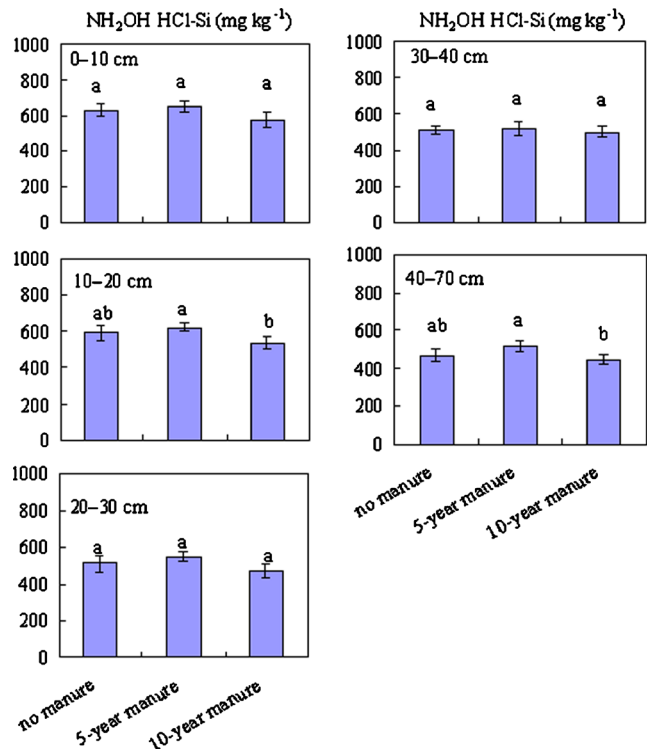 NH₂OH HCl-Si (mg kg⁻¹)
1000
800
600
400
200
0
0–10 cm
a
a
a
1000
800
600
400
200
0
10–20 cm
ab
a
b
1000
800
600
400
200
0
20–30 cm
a
a
a
no manure
5-year manure
10-year manure
NH₂OH HCl-Si (mg kg⁻¹)
1000
800
600
400
200
0
30–40 cm
a
a
a
1000
800
600
400
200
0
40–70 cm
ab
a
b
no manure
5-year manure
10-year manure